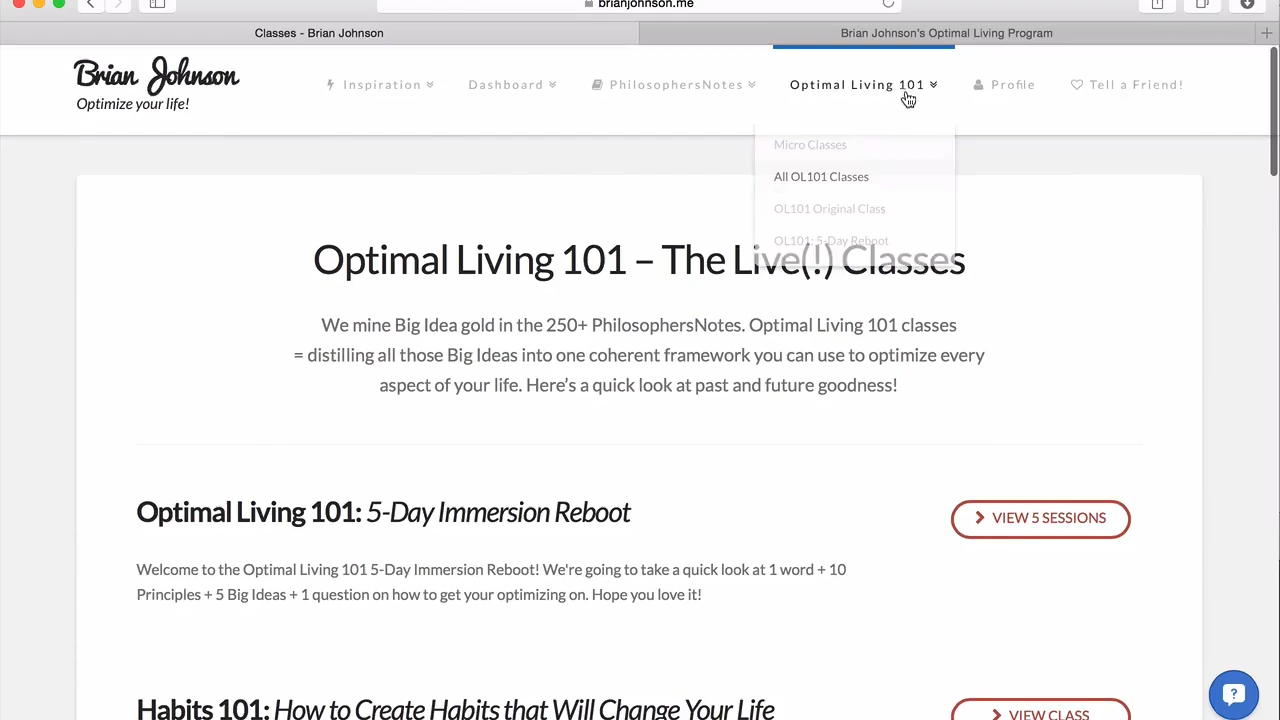 brianjohnson.me
Classes - Brian Johnson
Brian Johnson's Optimal Living Program
Brian Johnson
Optimize your life!
Inspiration
Dashboard
PhilosophersNotes
Optimal Living 101
Profile
Tell a Friend!
Micro Classes
All OL101 Classes
OL101 Original Class
OL101: 5-Day Reboot
Optimal Living 101 – The Live(!) Classes
We mine Big Idea gold in the 250+ PhilosophersNotes. Optimal Living 101 classes
= distilling all those Big Ideas into one coherent framework you can use to optimize every
aspect of your life. Here's a quick look at past and future goodness!
Optimal Living 101: 5-Day Immersion Reboot
VIEW 5 SESSIONS
Welcome to the Optimal Living 101 5-Day Immersion Reboot! We're going to take a quick look at 1 word + 10
Principles + 5 Big Ideas + 1 question on how to get your optimizing on. Hope you love it!
Habits 101: How to Create Habits that Will Change Your Life
VIEW CLASS